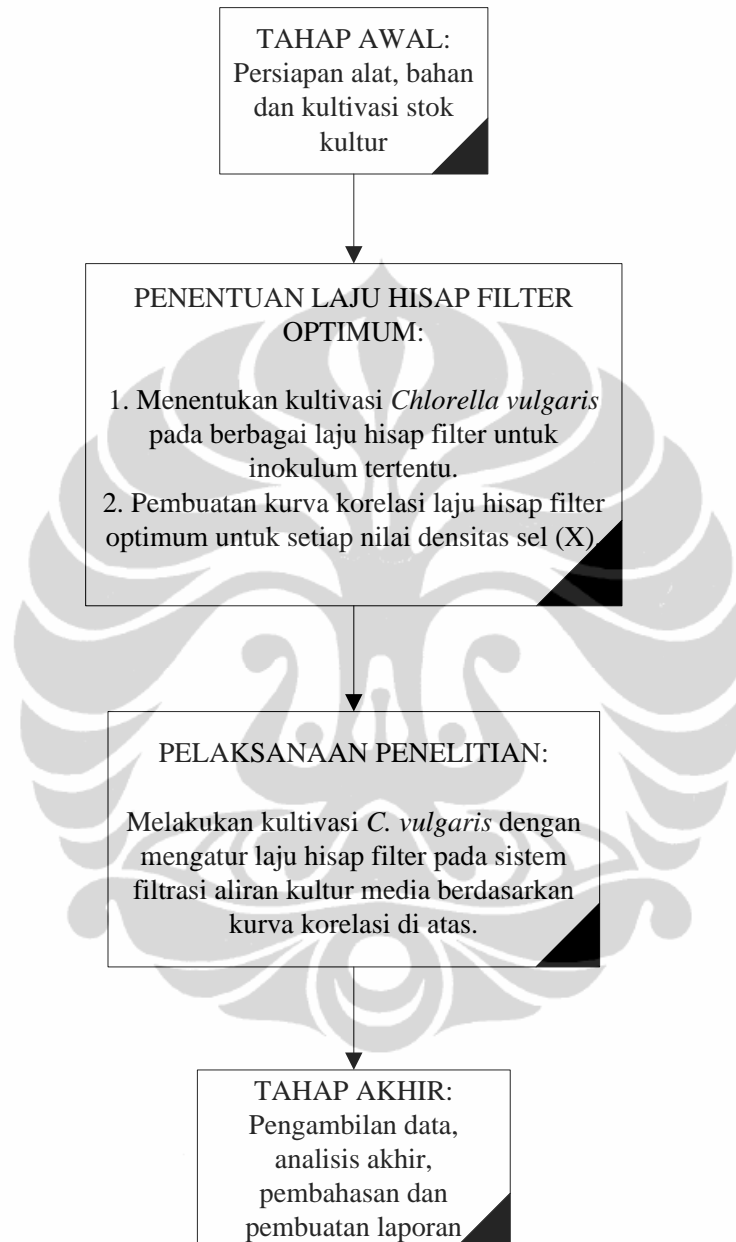 TAHAP AWAL:
Persiapan alat, bahan
dan kultivasi stok
kultur
PENENTUAN LAJU HISAP FILTER
OPTIMUM:
1. Menentukan kultivasi Chlorella vulgaris
pada berbagai laju hisap filter untuk
inokulum tertentu.
2. Pembuatan kurva korelasi laju hisap filter
optimum untuk setiap nilai densitas sel (X)
PELAKSANAAN PENELITIAN:
Melakukan kultivasi C. vulgaris dengan
mengatur laju hisap filter pada sistem
filtrasi aliran kultur media berdasarkan
kurva korelasi di atas.
TAHAP AKHIR:
Pengambilan data,
analisis akhir,
pembahasan dan
pembuatan laporan